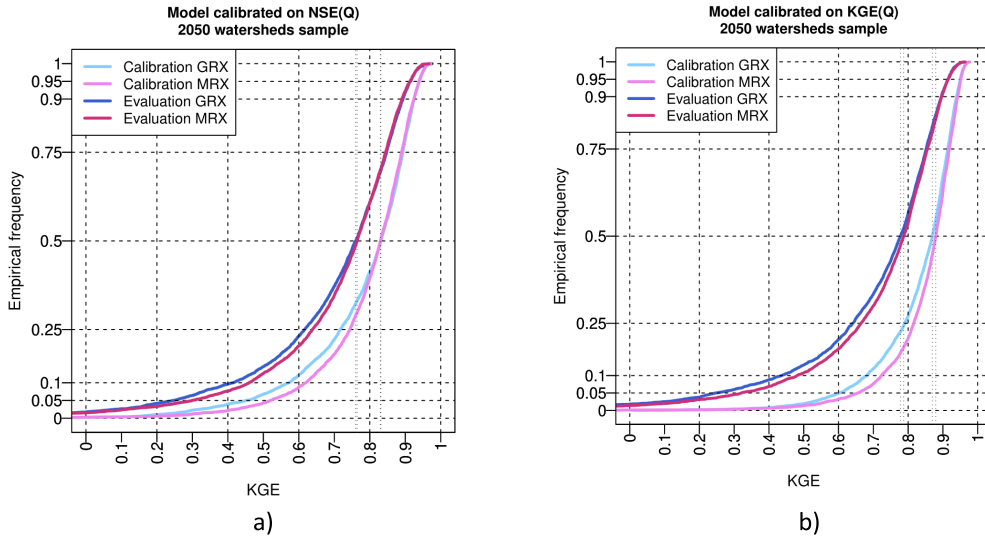 Model calibrated on NSE(Q)
2050 watersheds sample
Calibration GRX
Calibration MRX
Evaluation GRX
Evaluation MRX
1
0.95
0.9
0.75
0.5
0.25
0.1
0.05
0
Empirical frequency
0 0.1 0.2 0.3 0.4 0.5 0.6 0.7 0.8 0.9 1
KGE
a)
Model calibrated on KGE(Q)
2050 watersheds sample
Calibration GRX
Calibration MRX
Evaluation GRX
Evaluation MRX
1
0.95
0.9
0.75
0.5
0.25
0.1
0.05
0
Empirical frequency
0 0.1 0.2 0.3 0.4 0.5 0.6 0.7 0.8 0.9 1
KGE
b)